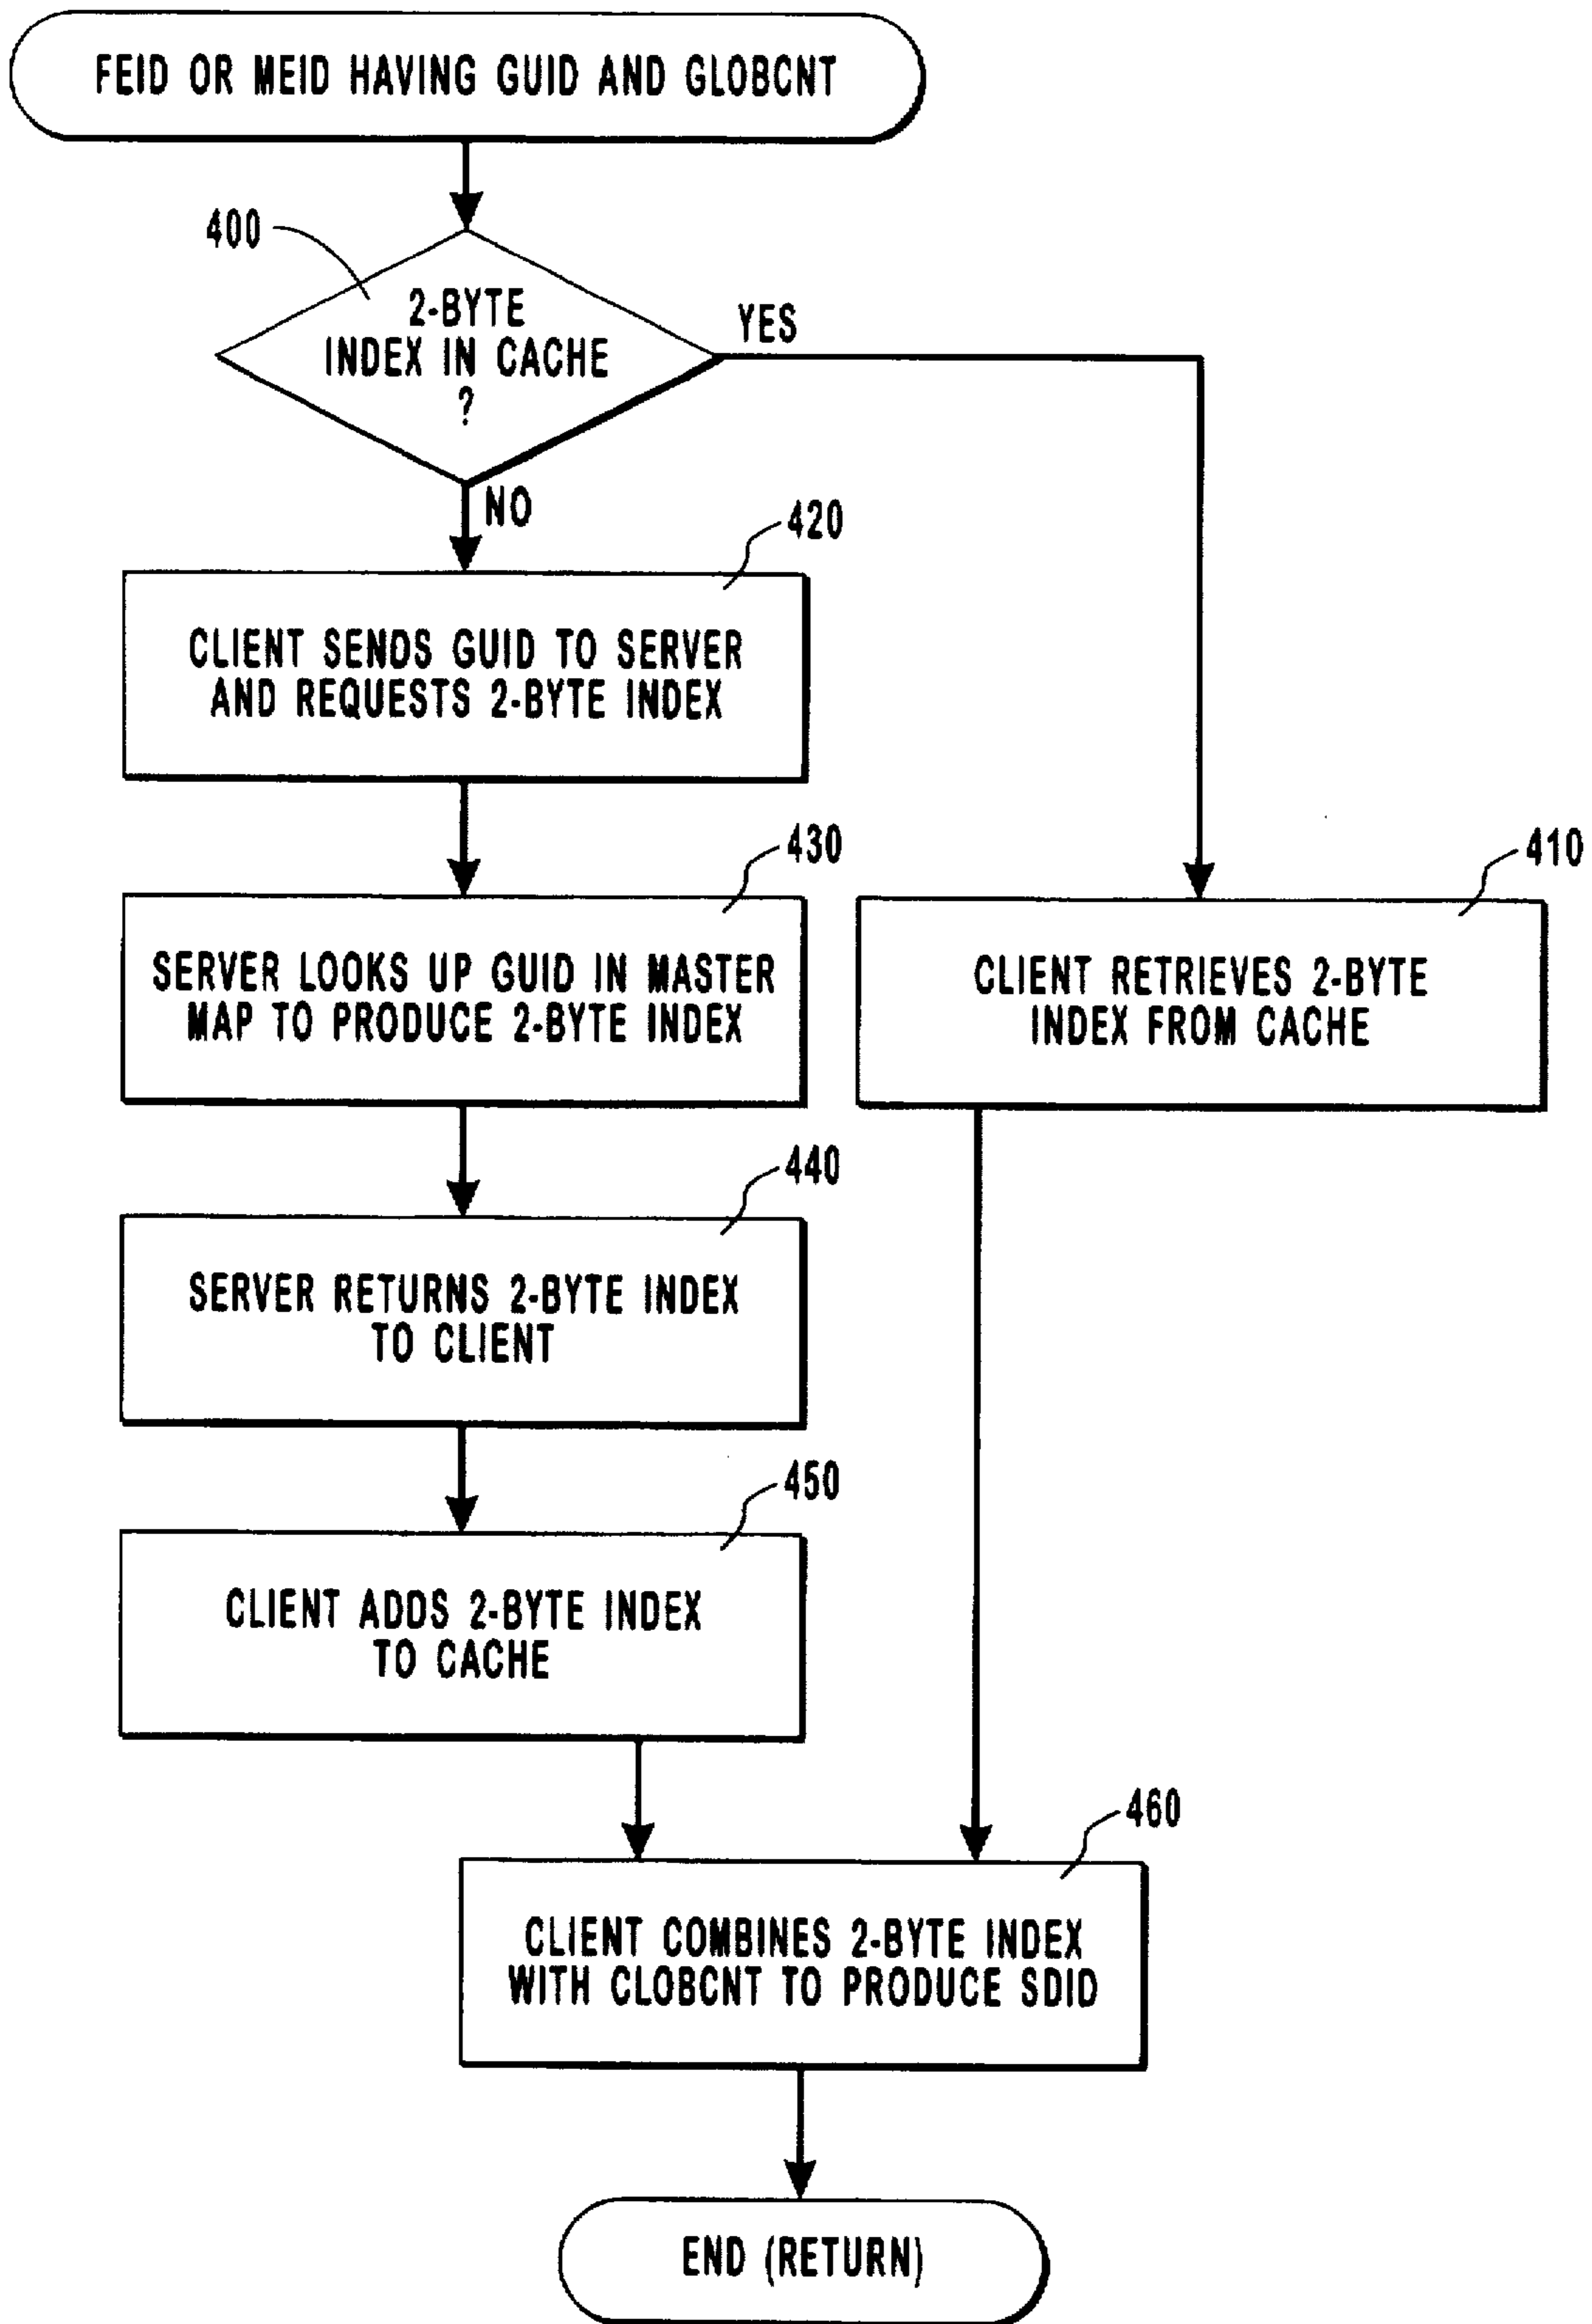 FEID OR MEID HAVING GUID AND GLOBCNT
400
2-BYTE
INDEX IN CACHE
?
YES
NO
420
CLIENT SENDS GUID TO SERVER
AND REQUESTS 2-BYTE INDEX
430
SERVER LOOKS UP GUID IN MASTER
MAP TO PRODUCE 2-BYTE INDEX
410
CLIENT RETRIEVES 2-BYTE
INDEX FROM CACHE
440
SERVER RETURNS 2-BYTE INDEX
TO CLIENT
450
CLIENT ADDS 2-BYTE INDEX
TO CACHE
460
CLIENT COMBINES 2-BYTE INDEX
WITH CLOBCNT TO PRODUCE SDID
END (RETURN)